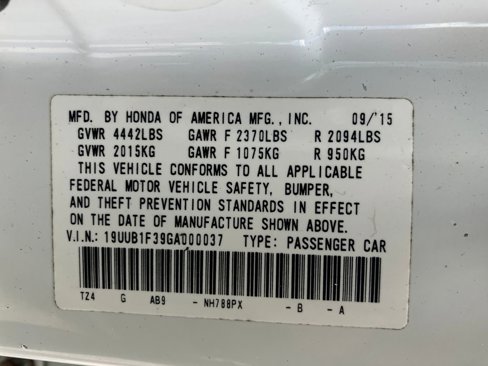 MFD. BY HONDA OF AMERICA MFG., INC. 09/'15
GVWR 4442LBS GAWR F 2370LBS R 2094LBS
GVWR 2015KG GAWR F 1075KG R 950KG
THIS VEHICLE CONFORMS TO ALL APPLICABLE
FEDERAL MOTOR VEHICLE SAFETY, BUMPER,
AND THEFT PREVENTION STANDARDS IN EFFECT
ON THE DATE OF MANUFACTURE SHOWN ABOVE.
V.I.N.: 19UUB1F39GA000037 TYPE: PASSENGER CAR
TZ4 G AB9 - NH788PX - B - A